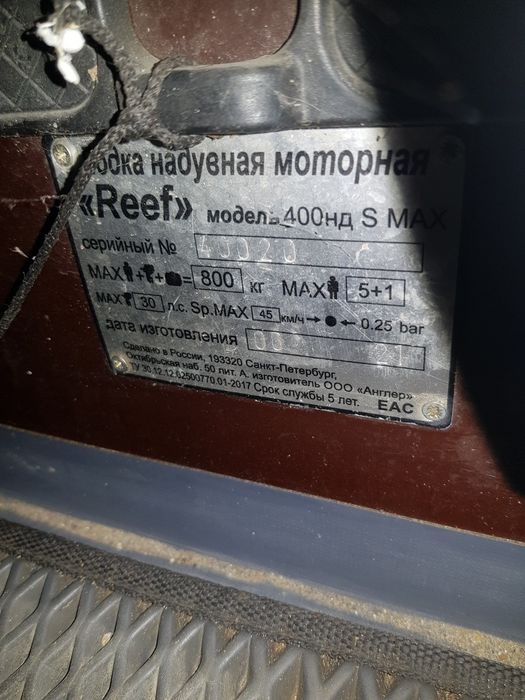 надувная моторная
«Reef» модель 400нд S MAX
серийный №
MAX + + = 800 кг MAX 5+1
MAX 30 л.с. Sp.MAX 45 км/ч → ● ← 0.25 bar
дата изготовления 21
Сделано в России, 193320 Санкт-Петербург,
Октябрьская наб. 50 лит. А. изготовитель ООО «Англер»
ТУ 30.12.12.62500770.01-2017 Срок службы 5 лет. EAC